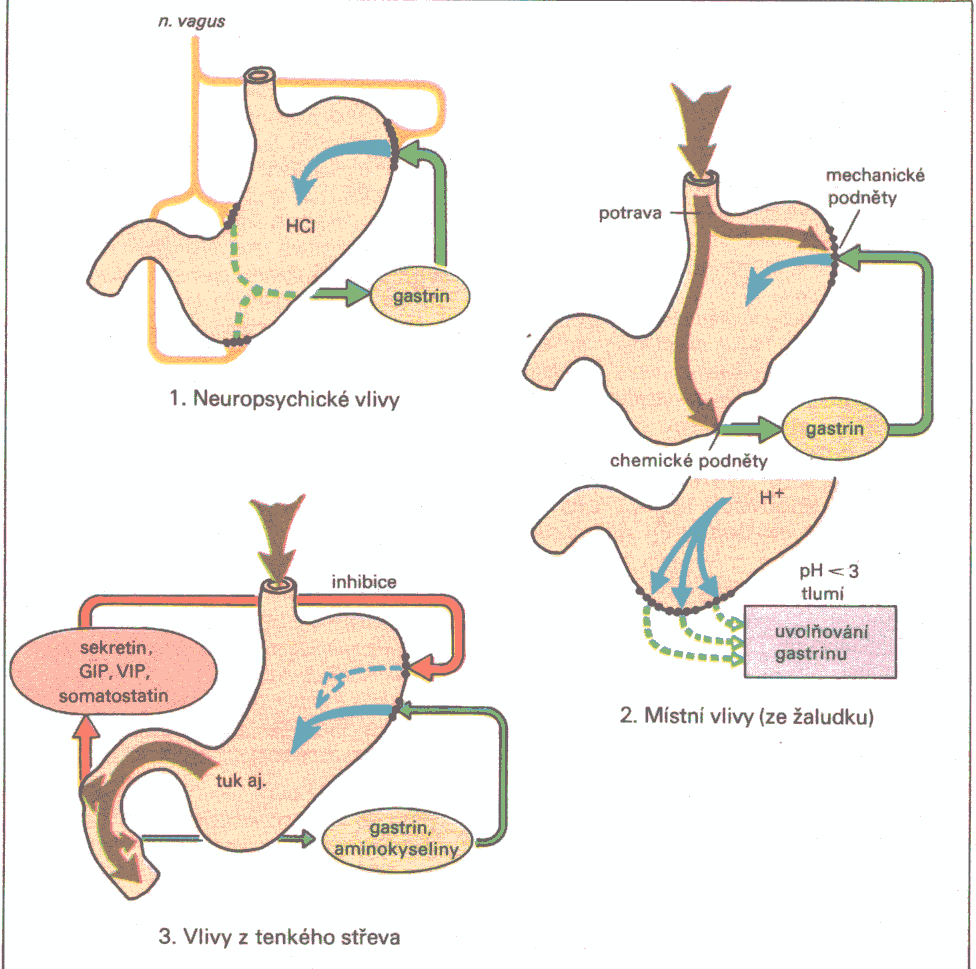 n. vagus
HCl
gastrin
1. Neuropsychické vlivy
mechanické
podněty
potrava
gastrin
chemické podněty
H+
pH < 3
tlumí
uvolňování
gastrinu
2. Místní vlivy (ze žaludku)
inhibice
sekretin,
GIP, VIP,
somatostatin
tuk aj.
gastrin,
aminokyseliny
3. Vlivy z tenkého střeva